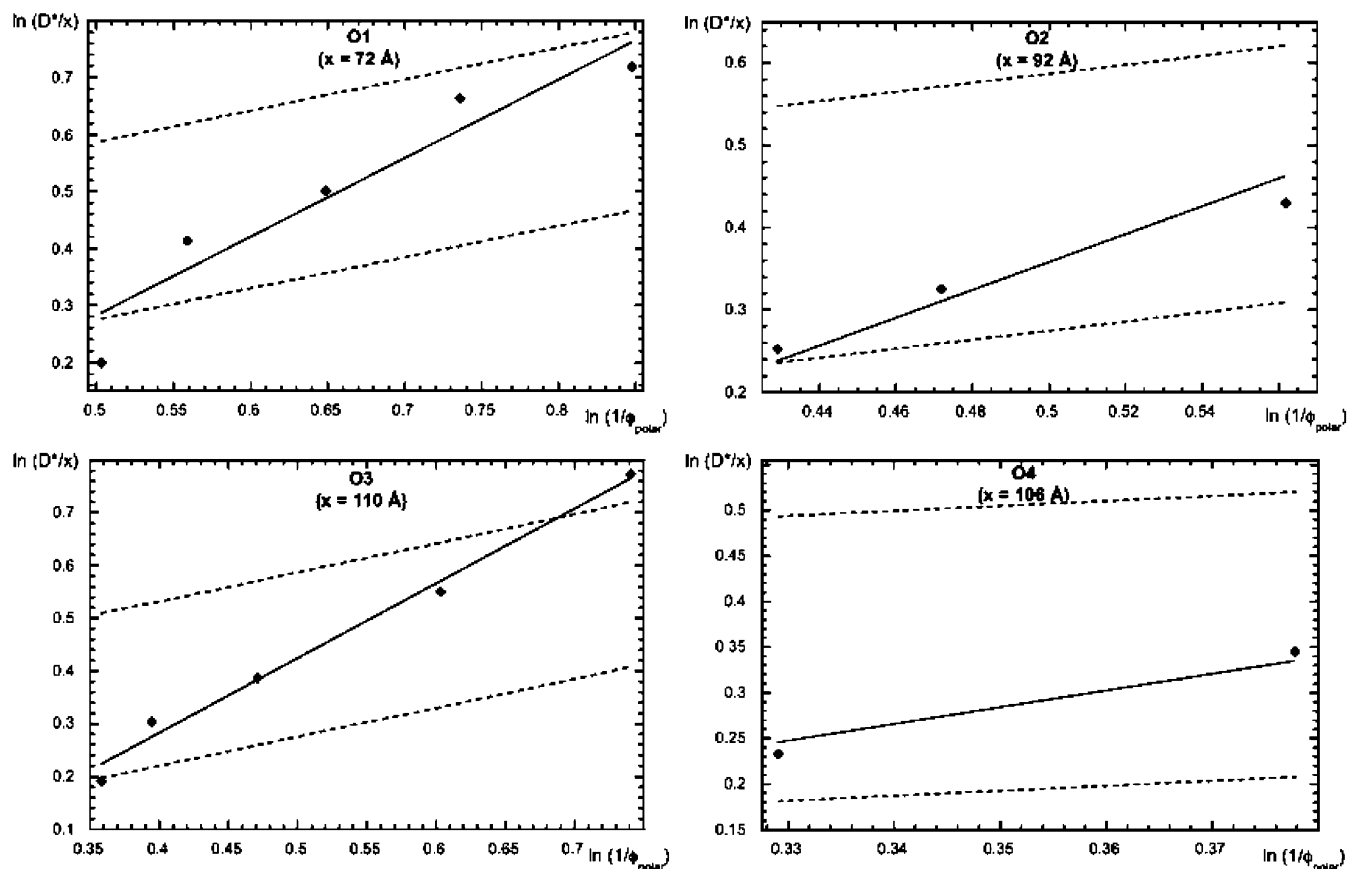 ln (D*/x)
O1
(x = 72 Å)
0.7
0.6
0.5
0.4
0.3
0.2
0.5 0.55 0.6 0.65 0.7 0.75 0.8
ln (1/ϕpolar)
ln (D*/x)
O2
(x = 92 Å)
0.6
0.5
0.4
0.3
0.2
0.44 0.46 0.48 0.5 0.52 0.54
ln (1/ϕpolar)
ln (D*/x)
O3
(x = 110 Å)
0.7
0.6
0.5
0.4
0.3
0.2
0.1
0.35 0.4 0.45 0.5 0.55 0.6 0.65 0.7
ln (1/ϕpolar)
ln (D*/x)
O4
(x = 106 Å)
0.5
0.45
0.4
0.35
0.3
0.25
0.2
0.15
0.33 0.34 0.35 0.36 0.37
ln (1/ϕpolar)